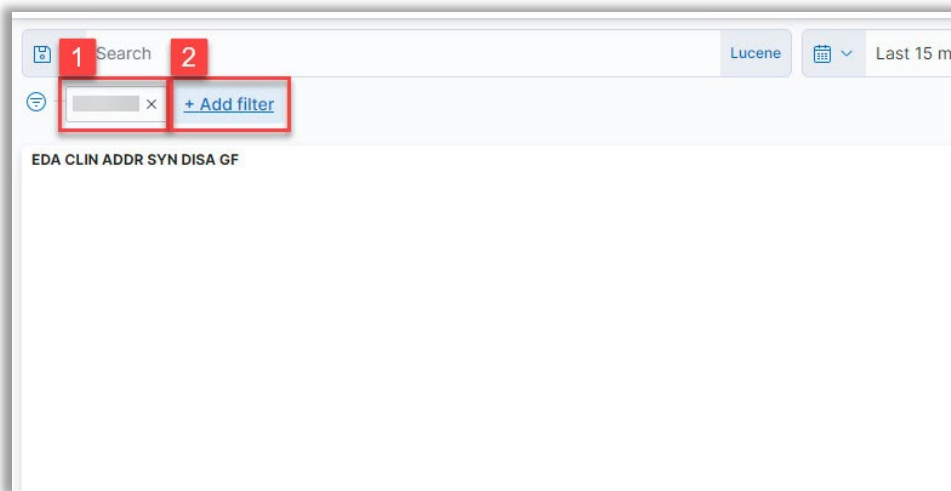 1 Search 2 Lucene Last 15 m
+ Add filter
EDA CLIN ADDR SYN DISA GF